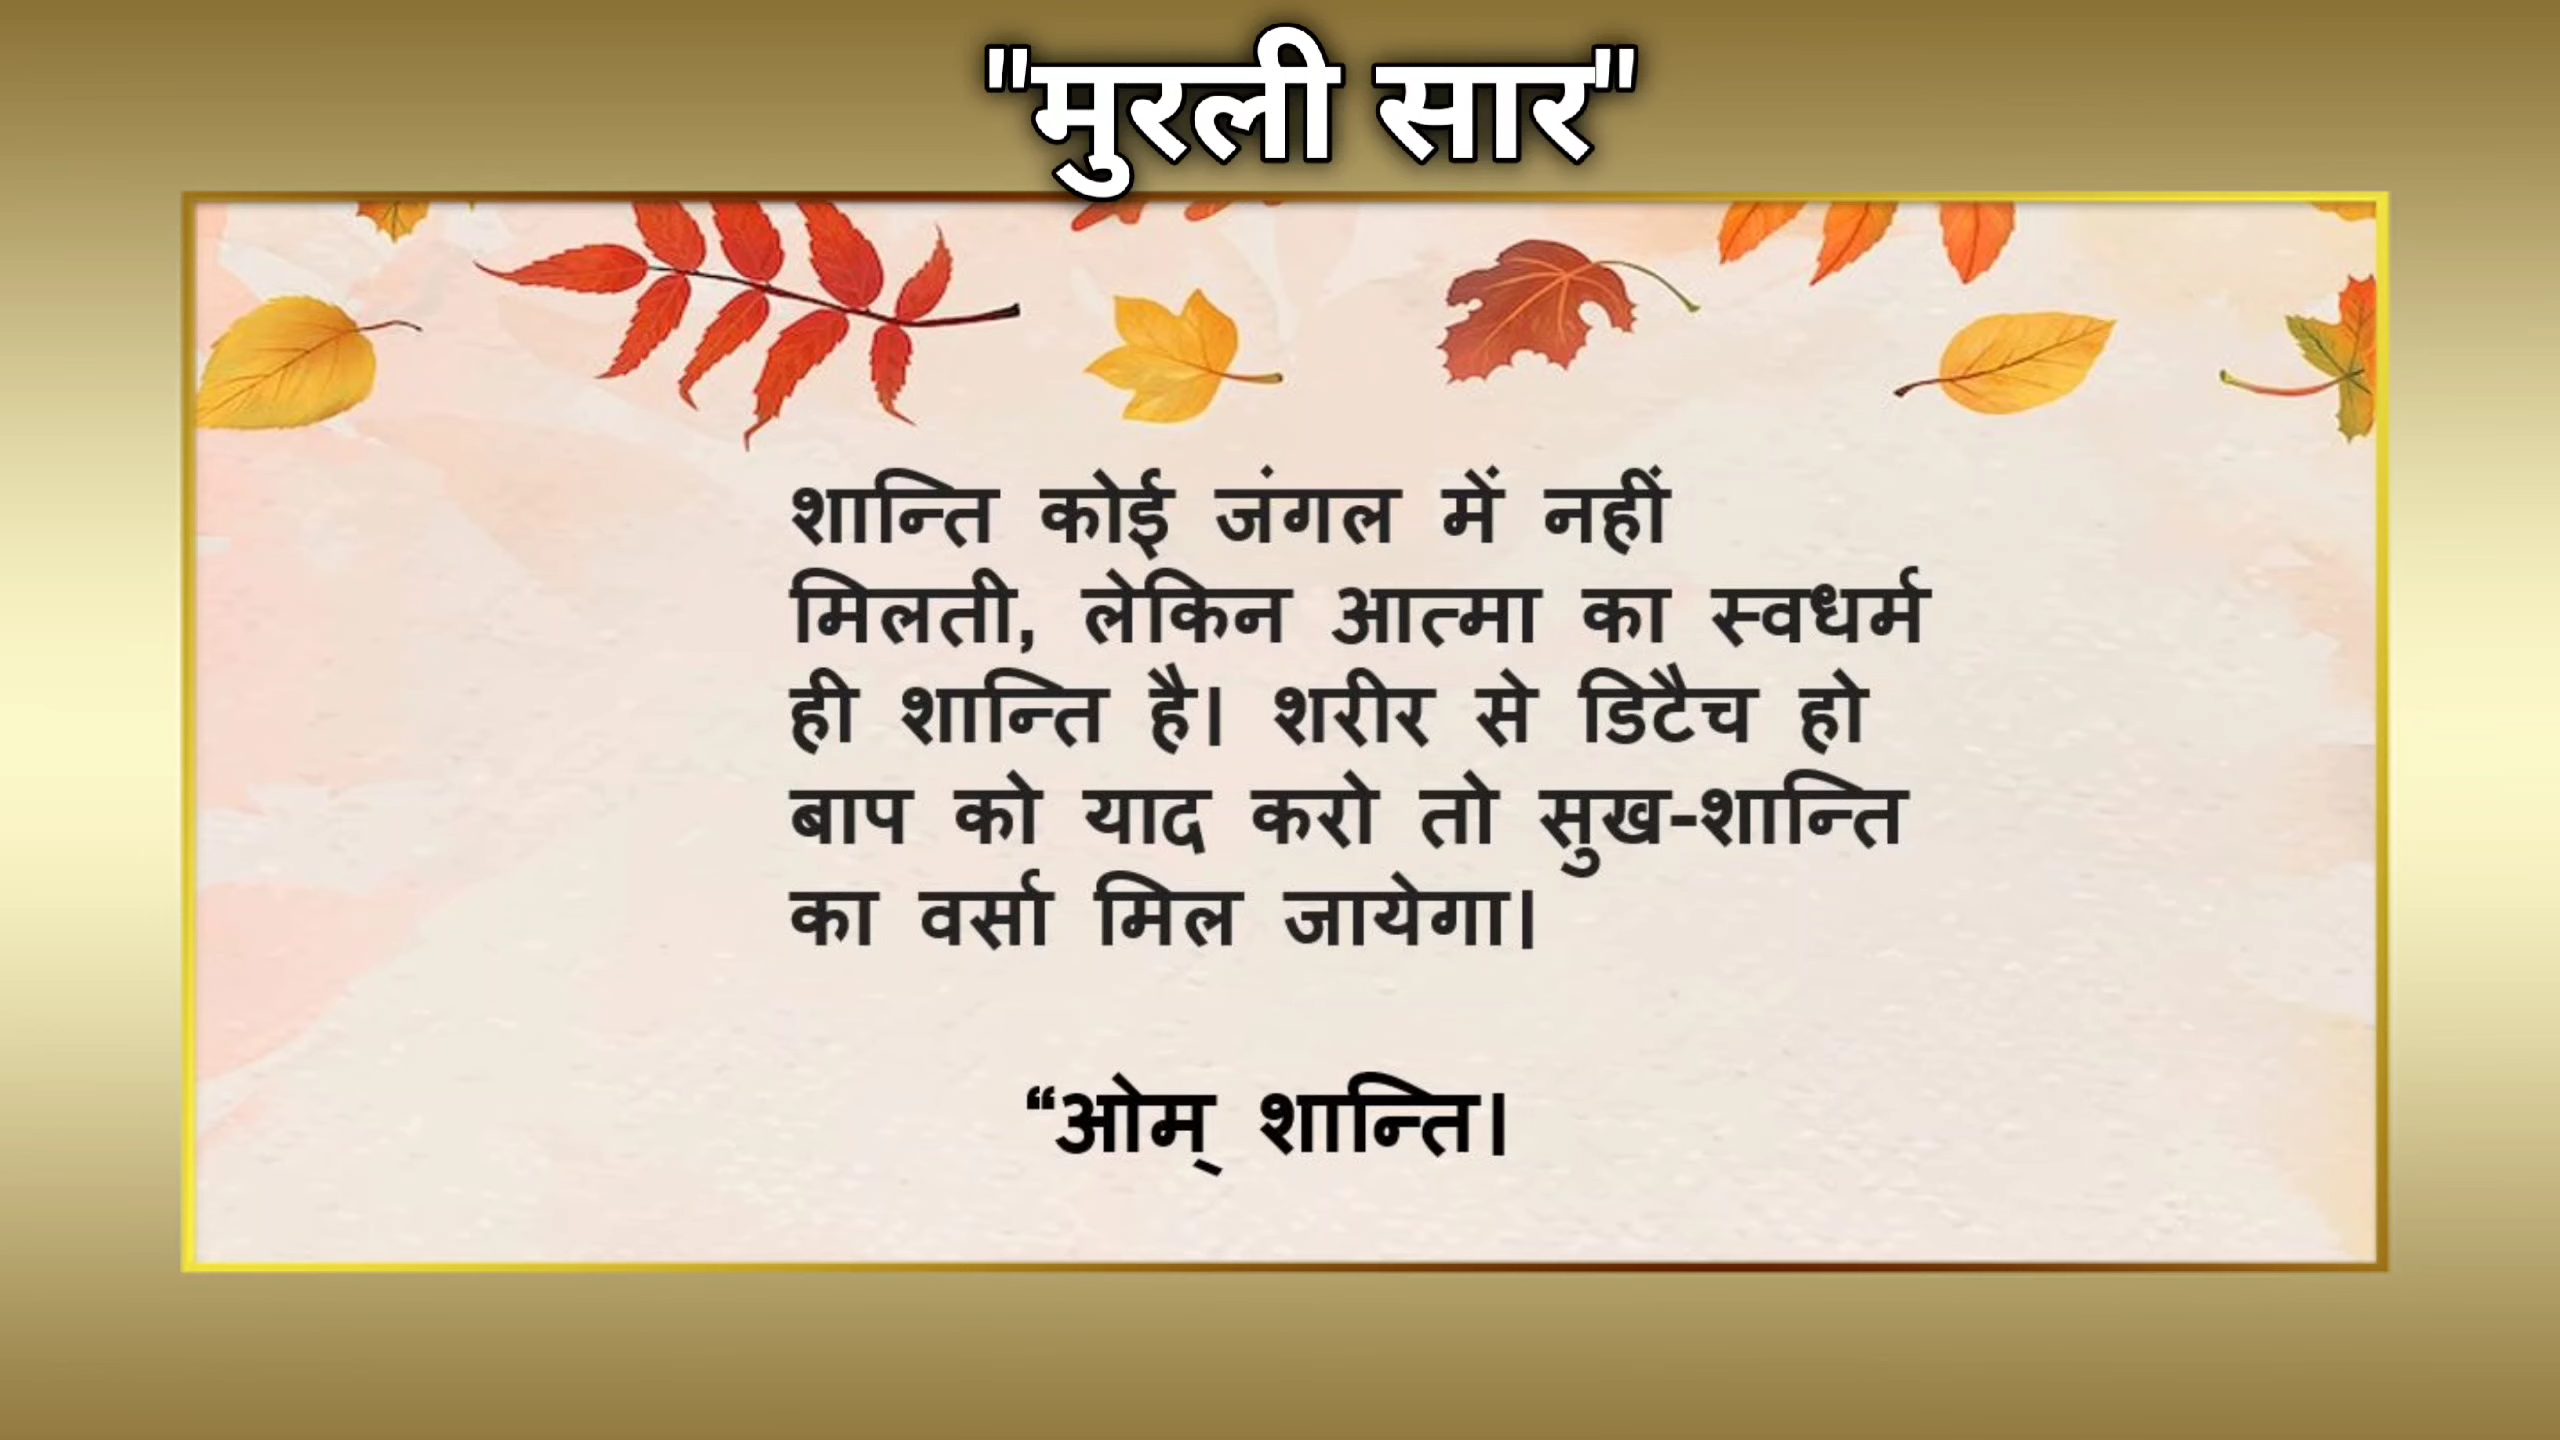 "मुरली सार"
शान्ति कोई जंगल में नहीं
मिलती, लेकिन आत्मा का स्वधर्म
ही शान्ति है। शरीर से डिटैच हो
बाप को याद करो तो सुख-शान्ति
का वर्सा मिल जायेगा।
“ओम् शान्ति।